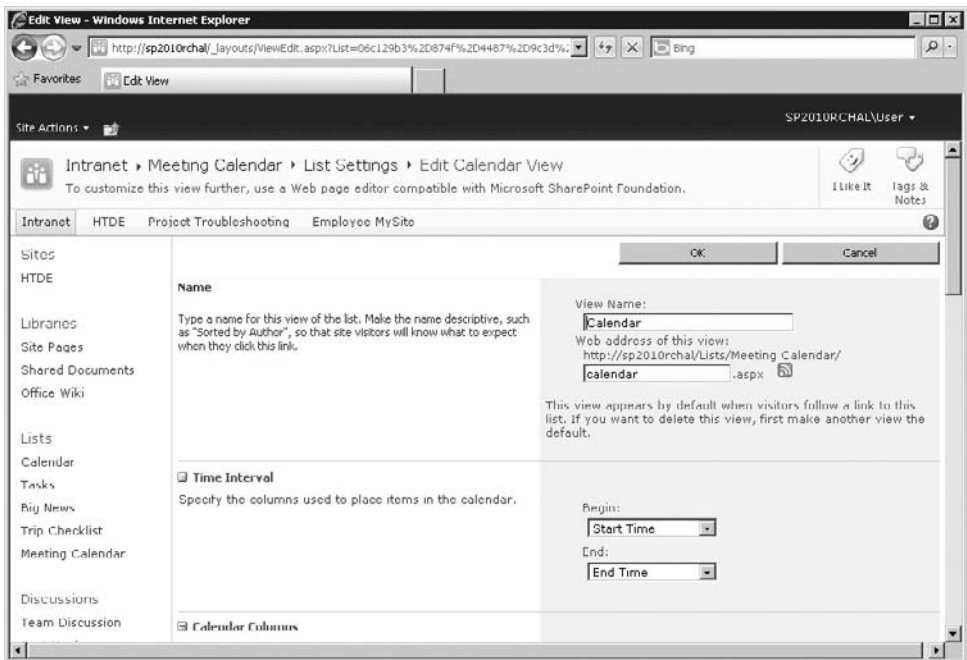 Edit View - Windows Internet Explorer
http://sp2010rchal/_layouts/ViewEdit.aspx?List=06c129b3%2D874f%2D4487%2D9c3d%:
Bing
Favorites
Edit View
SP2010RCHAL\User
Site Actions
Intranet Meeting Calendar List Settings Edit Calendar View
To customize this view further, use a Web page editor compatible with Microsoft SharePoint Foundation.
I Like It
Tags &
Notes
Intranet HTDE Project Troubleshooting Employee MySite
Sites
HTDE
Libraries
Site Pages
Shared Documents
Office Wiki
Lists
Calendar
Tasks
Big News
Trip Checklist
Meeting Calendar
Discussions
Team Discussion
OK Cancel
Name
Type a name for this view of the list. Make the name descriptive, such
as "Sorted by Author", so that site visitors will know what to expect
when they click this link.
View Name:
Calendar
Web address of this view:
http://sp2010rchal/Lists/Meeting Calendar/
calendar .aspx
This view appears by default when visitors follow a link to this
list. If you want to delete this view, first make another view the
default.
Time Interval
Specify the columns used to place items in the calendar.
Begin:
Start Time
End:
End Time
Calendar Columns